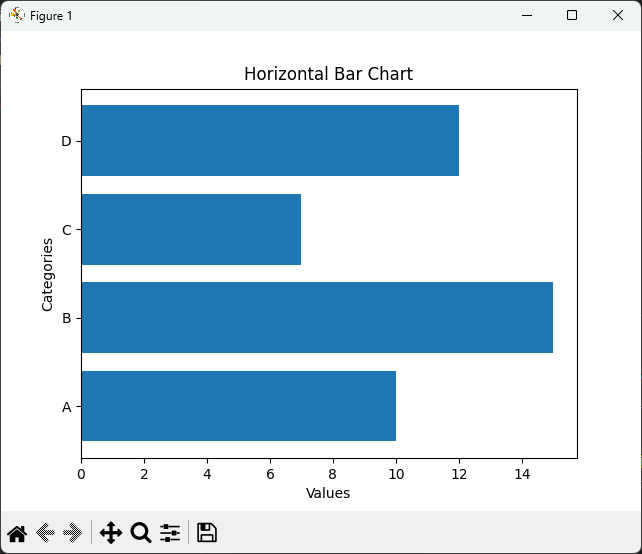 Figure 1
Horizontal Bar Chart
D
C
B
A
Categories
0 2 4 6 8 10 12 14
Values